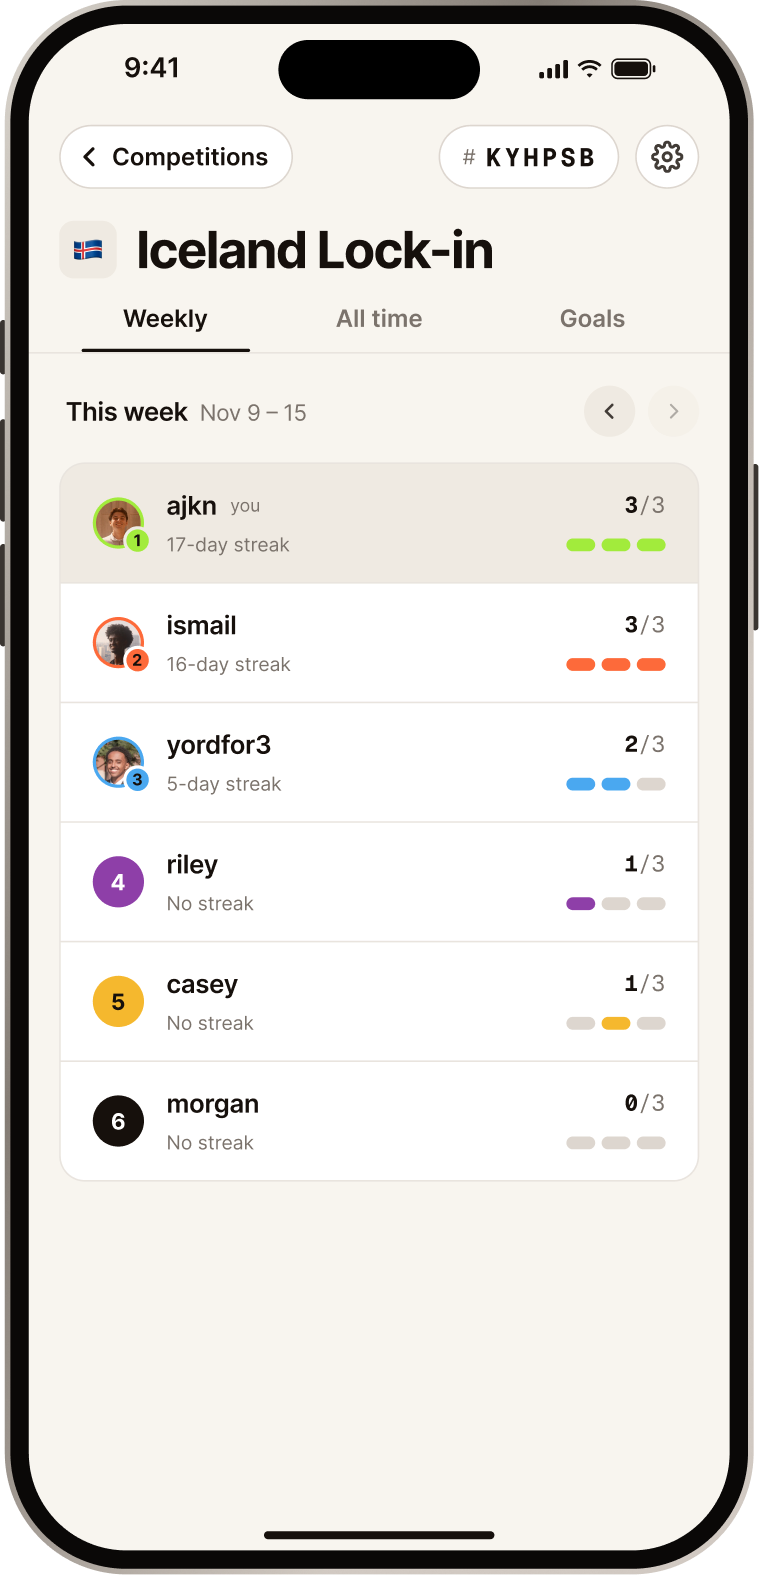 9:41
Competitions
# KYHPSB
Iceland Lock-in
Weekly All time Goals
This week Nov 9 – 15
ajkn you 3/3
1
17-day streak
ismail 3/3
2
16-day streak
yordfor3 2/3
3
5-day streak
riley 1/3
4
No streak
casey 1/3
5
No streak
morgan 0/3
6
No streak